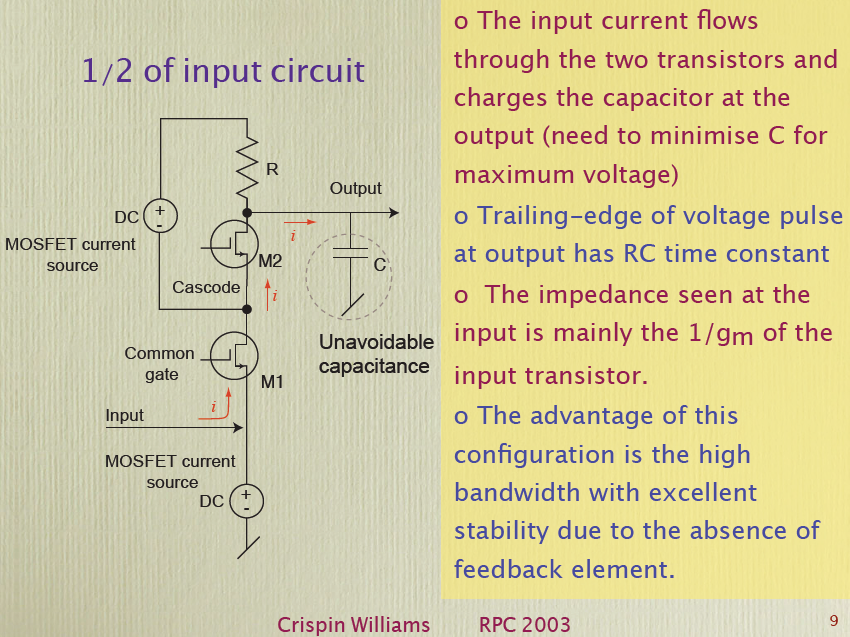 1/2 of input circuit
R
Output
DC
+
-
MOSFET current
source
i
M2
C
Cascode
i
Unavoidable
capacitance
Common
gate
M1
i
Input
MOSFET current
source
DC
+
-
o The input current flows
through the two transistors and
charges the capacitor at the
output (need to minimise C for
maximum voltage)
o Trailing-edge of voltage pulse
at output has RC time constant
o The impedance seen at the
input is mainly the 1/gm of the
input transistor.
o The advantage of this
configuration is the high
bandwidth with excellent
stability due to the absence of
feedback element.
Crispin Williams RPC 2003
9